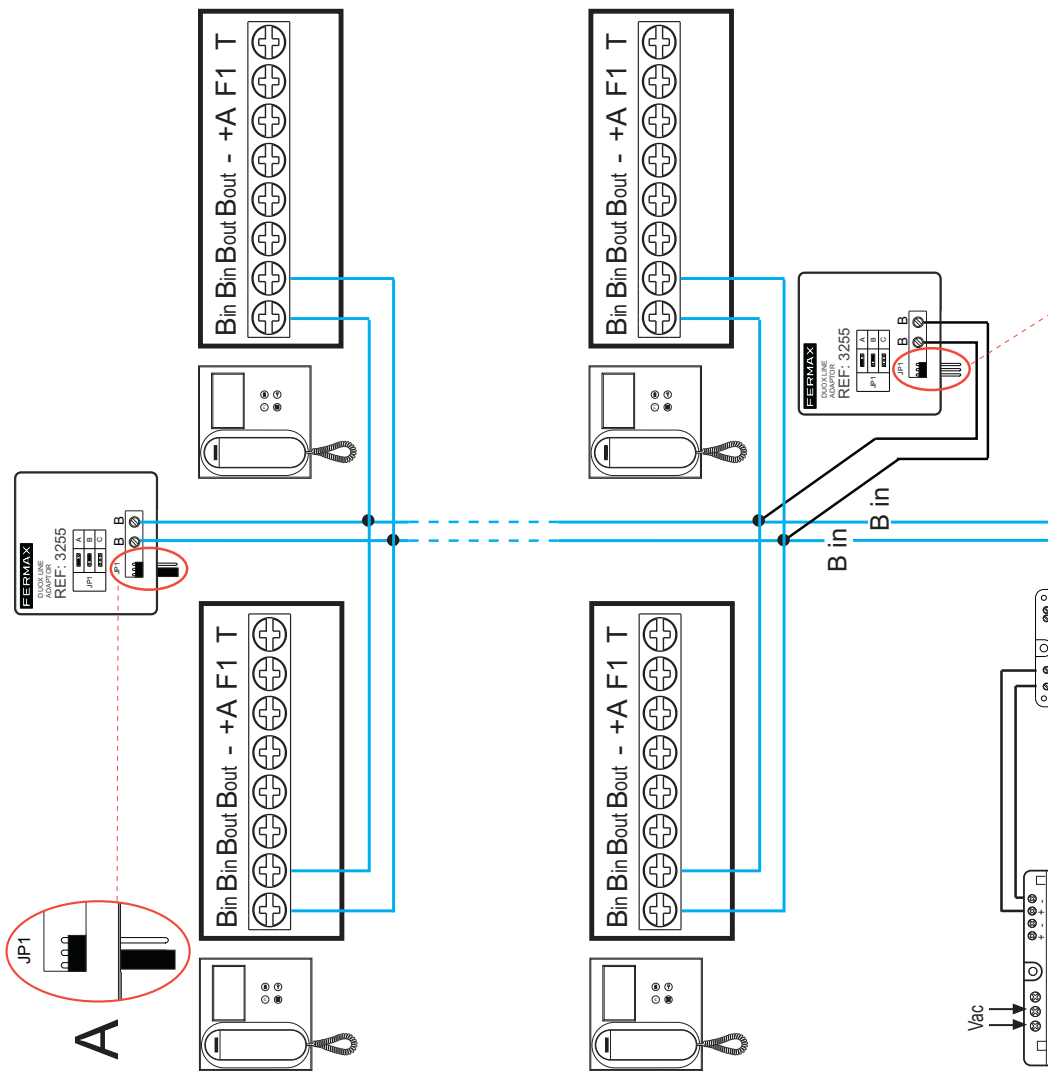 Bin Bin Bout Bout - +A F1 T
Bin Bin Bout Bout - +A F1 T
FERMAX
DUOX LINE
ADAPTOR
REF: 3255
JP1
A
B
C
JP1
B
B
FERMAX
DUOX LINE
ADAPTOR
REF: 3255
JP1
A
B
C
JP1
B
B
B in
B in
JP1
A
Bin Bin Bout Bout - +A F1 T
Bin Bin Bout Bout - +A F1 T
Vac
+ - + -